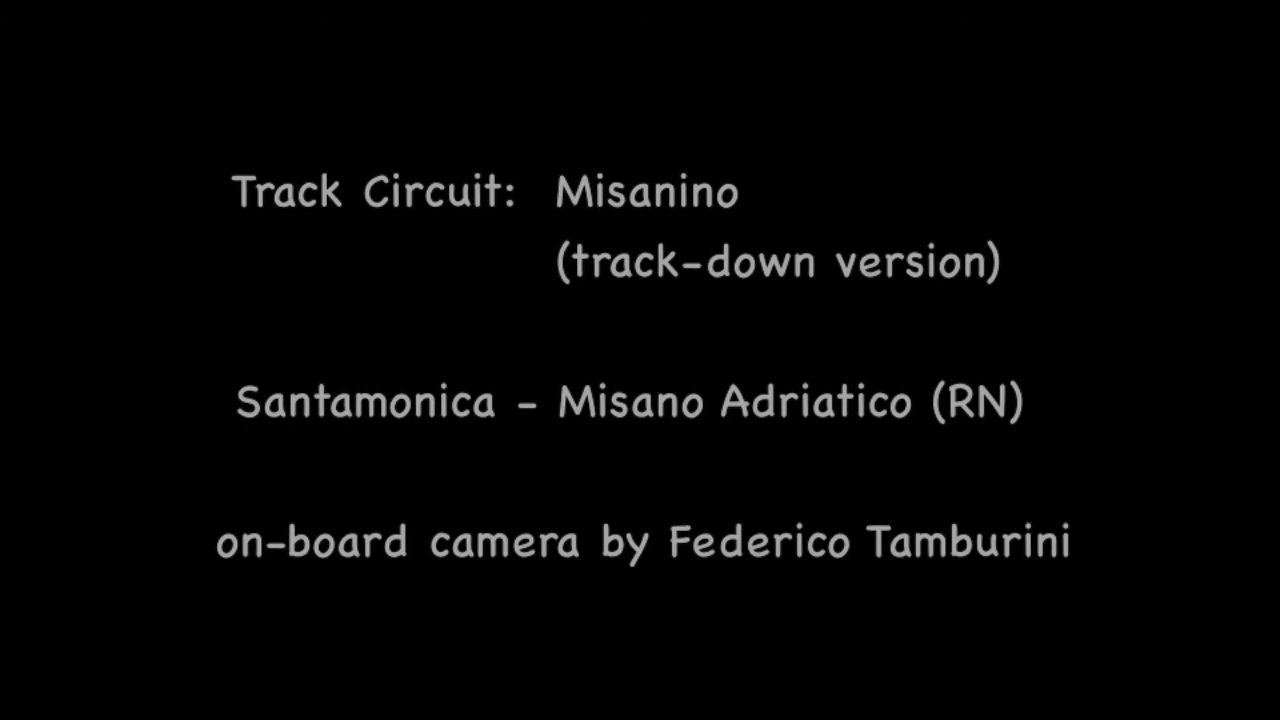 Track Circuit: Misanino
(track-down version)
Santamonica - Misano Adriatico (RN)
on-board camera by Federico Tamburini